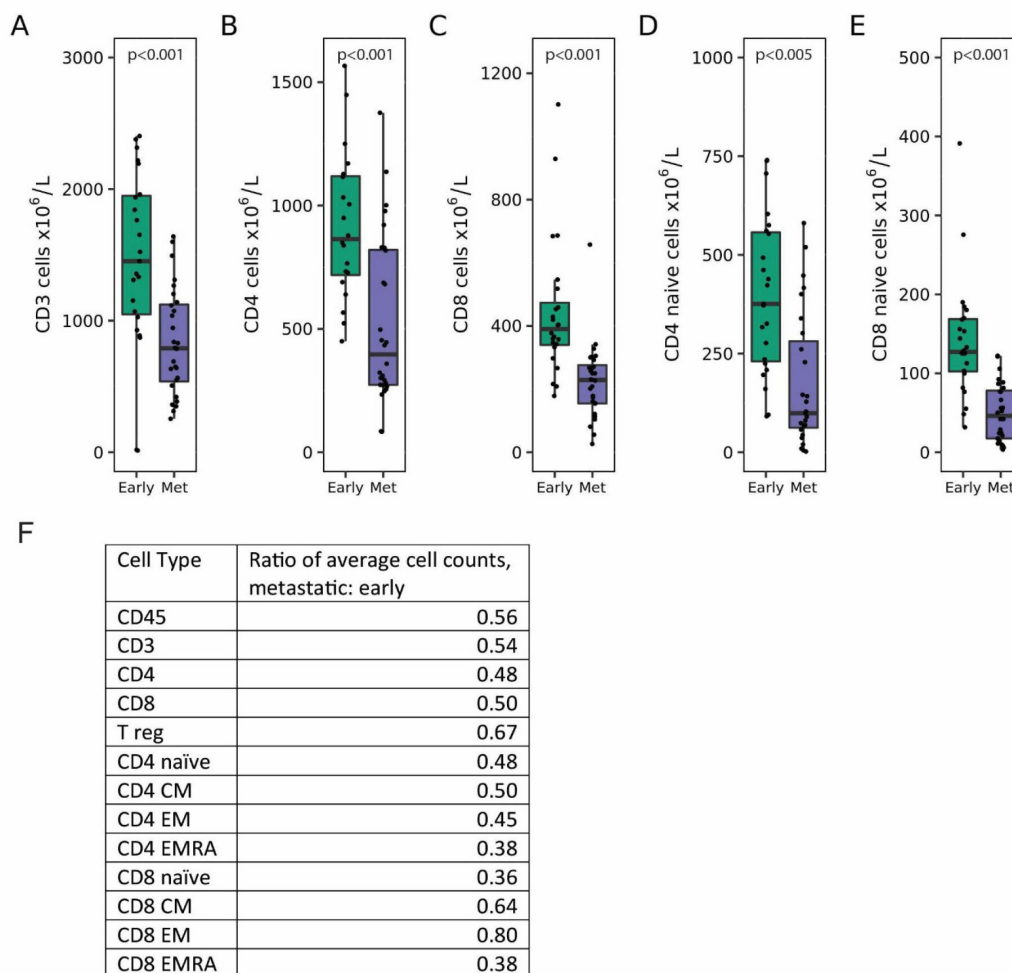 A
B
C
D
E
p<0.001
p<0.001
p<0.001
p<0.005
p<0.001
CD3 cells x10⁶/L
3000
2000
1000
0
Early Met
CD4 cells x10⁶/L
1500
1000
500
0
Early Met
CD8 cells x10⁶/L
1200
800
400
0
Early Met
CD4 naive cells x10⁶/L
1000
750
500
250
0
Early Met
CD8 naive cells x10⁶/L
500
400
300
200
100
0
Early Met
F
Cell Type Ratio of average cell counts,
metastatic: early
CD45 0.56
CD3 0.54
CD4 0.48
CD8 0.50
T reg 0.67
CD4 naïve 0.48
CD4 CM 0.50
CD4 EM 0.45
CD4 EMRA 0.38
CD8 naïve 0.36
CD8 CM 0.64
CD8 EM 0.80
CD8 EMRA 0.38